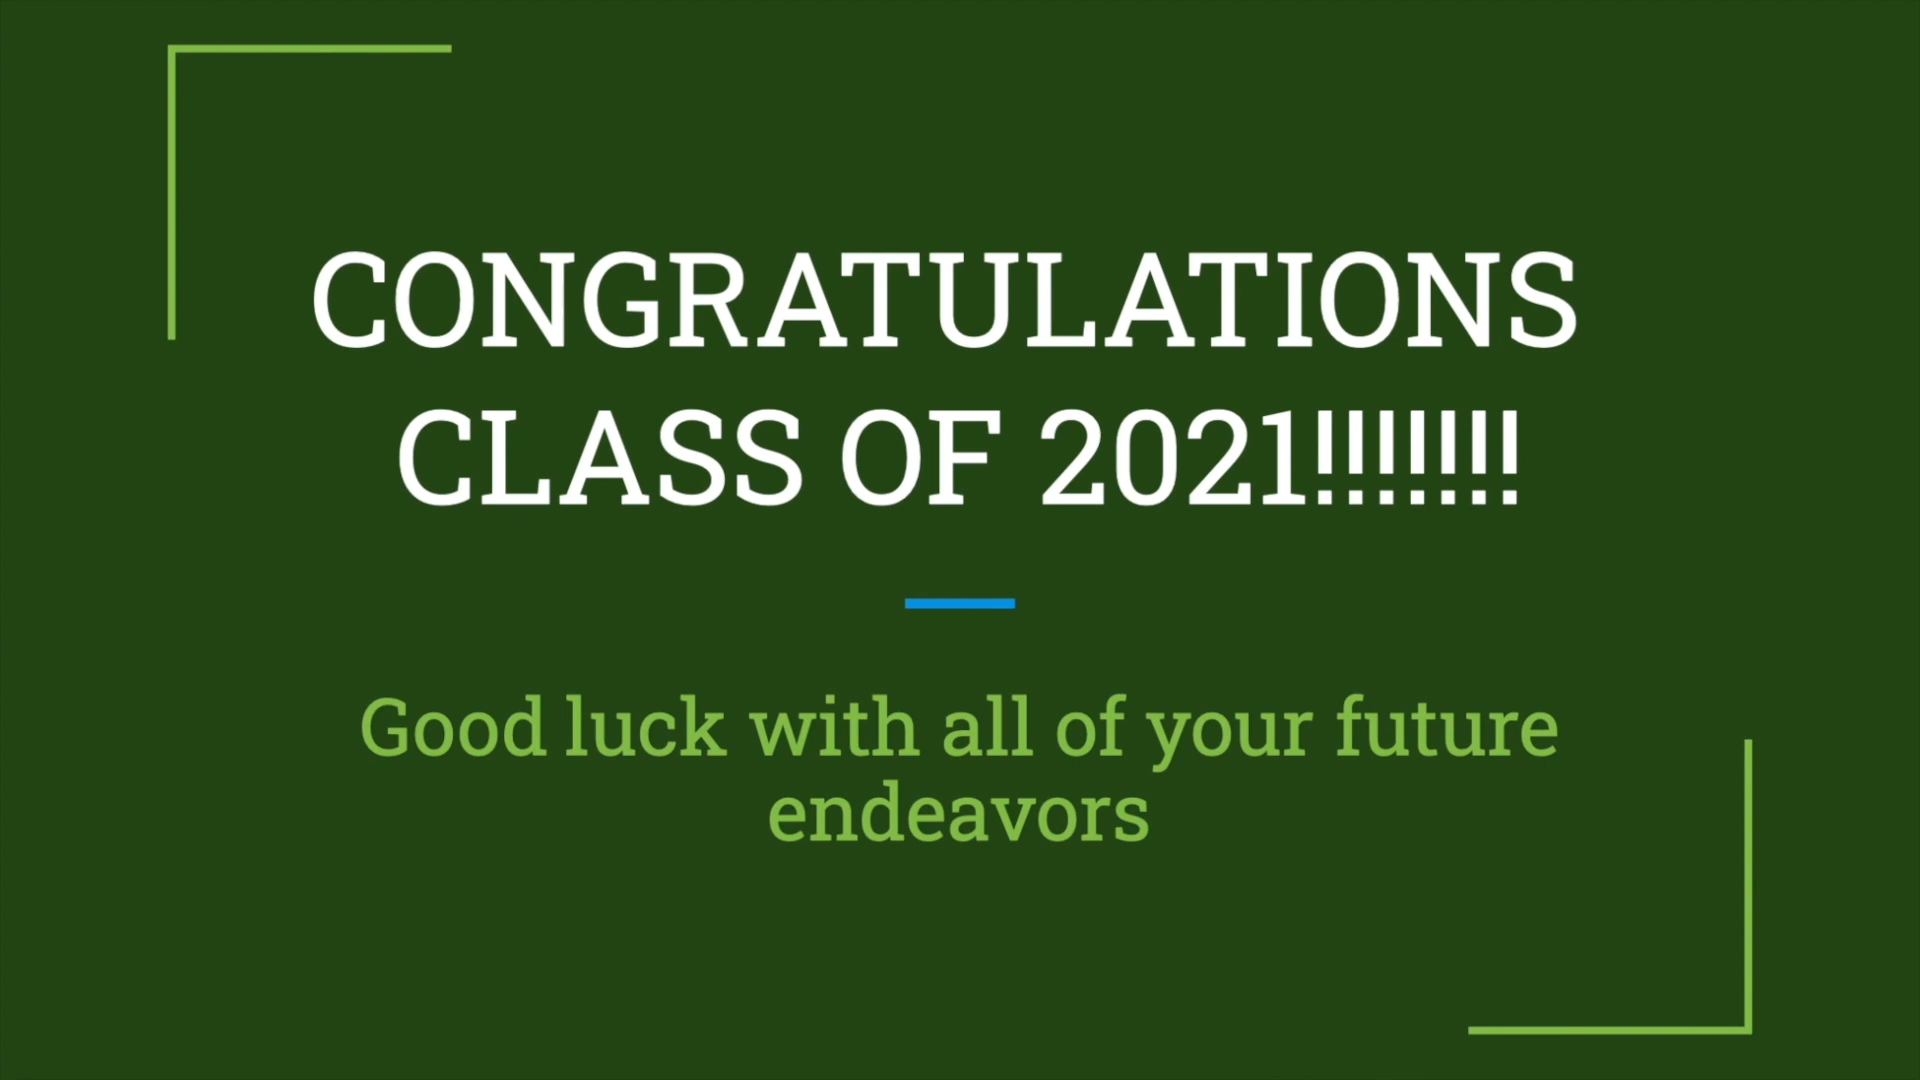 CONGRATULATIONS
CLASS OF 2021!!!!!!!
Good luck with all of your future
endeavors